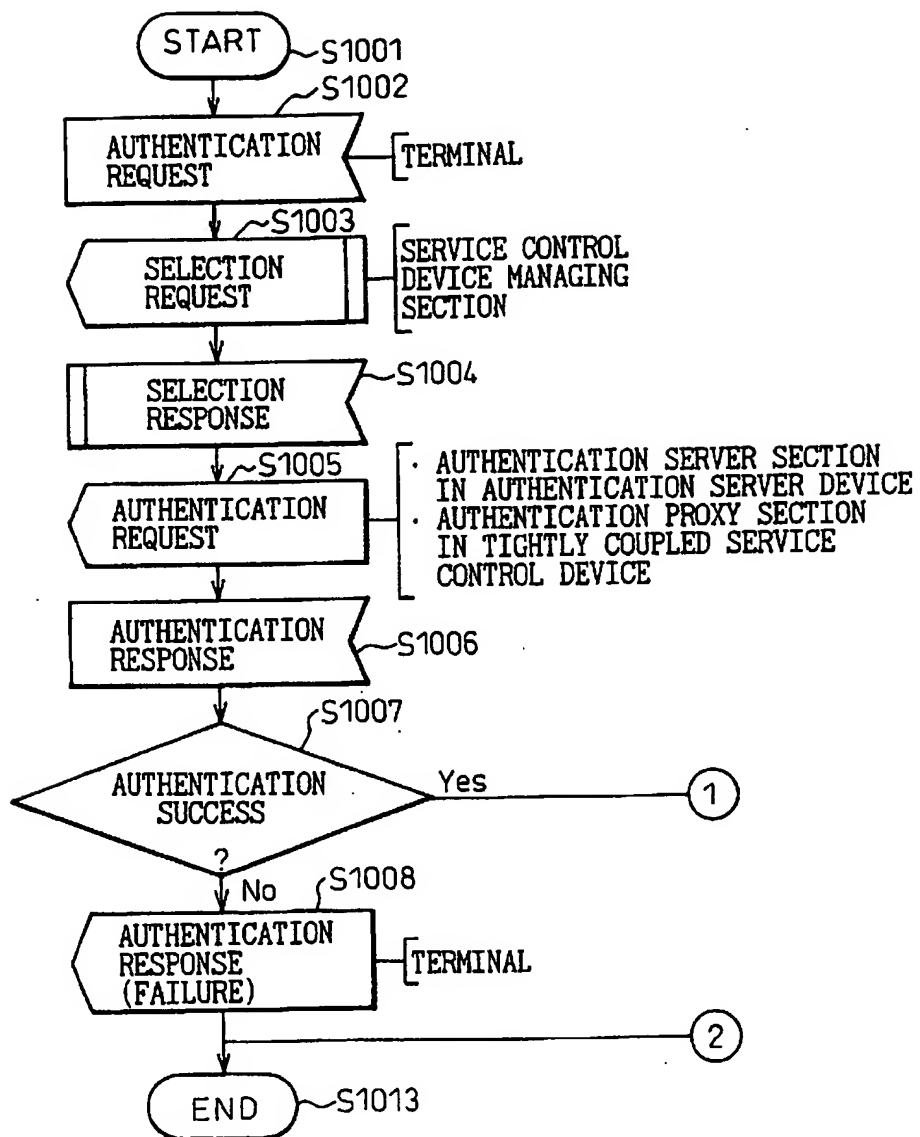 START
S1001
S1002
AUTHENTICATION
REQUEST
TERMINAL
S1003
SELECTION
REQUEST
SERVICE CONTROL
DEVICE MANAGING
SECTION
SELECTION
RESPONSE
S1004
S1005
AUTHENTICATION
REQUEST
· AUTHENTICATION SERVER SECTION
IN AUTHENTICATION SERVER DEVICE
· AUTHENTICATION PROXY SECTION
IN TIGHTLY COUPLED SERVICE
CONTROL DEVICE
AUTHENTICATION
RESPONSE
S1006
S1007
AUTHENTICATION
SUCCESS
?
Yes
1
No
S1008
AUTHENTICATION
RESPONSE
(FAILURE)
TERMINAL
2
END
S1013